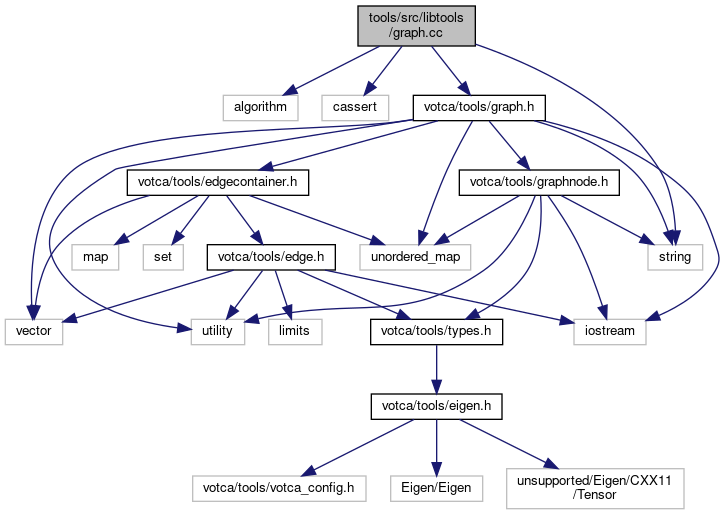 tools/src/libtools
/graph.cc
algorithm
cassert
votca/tools/graph.h
votca/tools/edgecontainer.h
votca/tools/graphnode.h
map
set
votca/tools/edge.h
unordered_map
string
vector
utility
limits
votca/tools/types.h
iostream
votca/tools/eigen.h
votca/tools/votca_config.h
Eigen/Eigen
unsupported/Eigen/CXX11
/Tensor